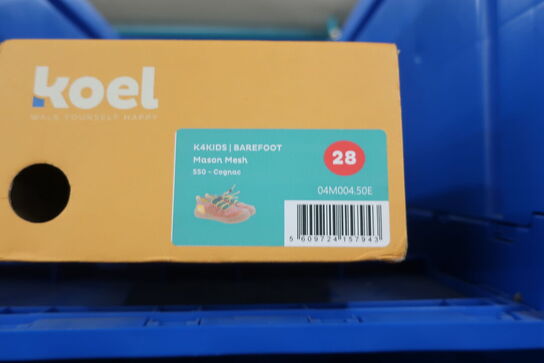 koel
WALK YOURSELF HAPPY
K4KIDS | BAREFOOT
Mason Mesh
550 - Cognac
28
04M004.50E
5 609724 157943